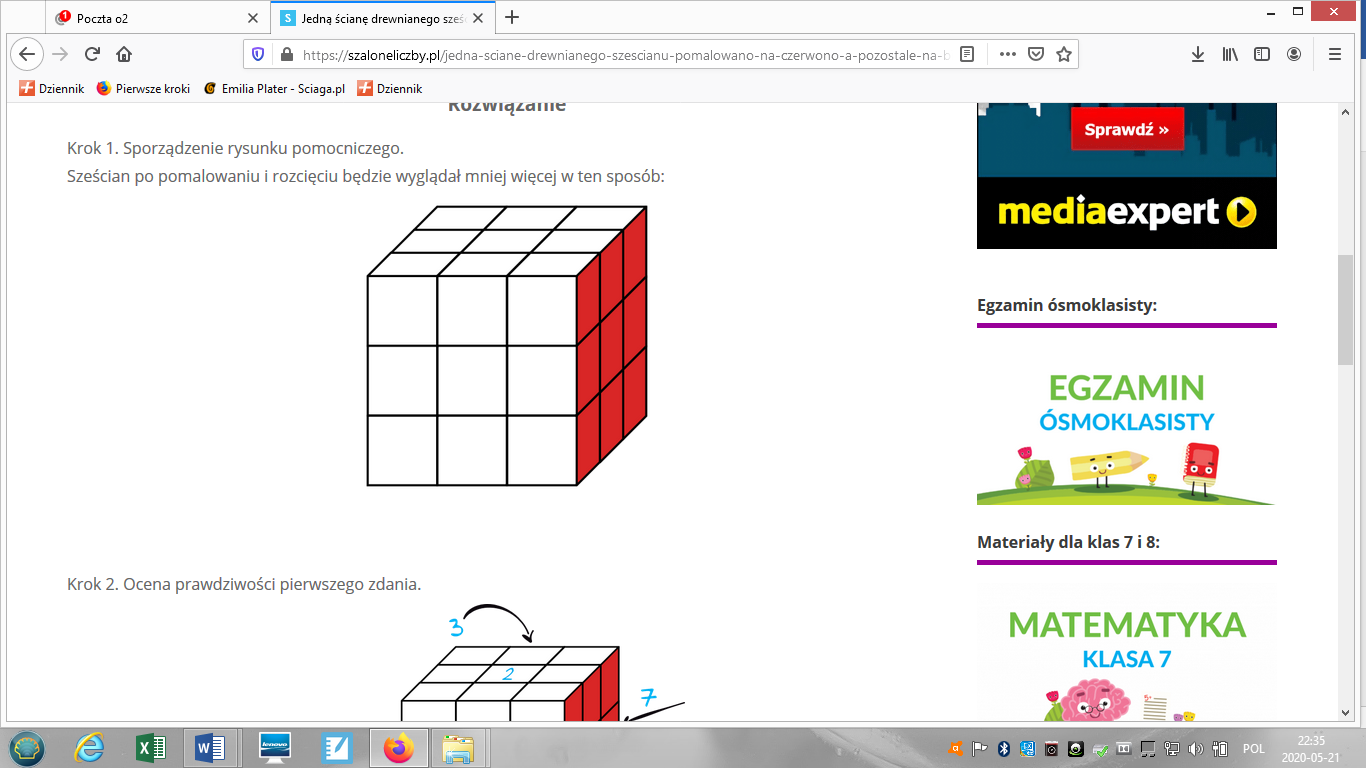 Poczta o2
Jedną ścianę drewnianego sześ
https://szaloneliczby.pl/jedna-sciane-drewnianego-szescianu-pomalowano-na-czerwono-a-pozostale-na-b
Dziennik
Pierwsze kroki
Emilia Plater - Sciaga.pl
Dziennik
Rozwiązanie
Krok 1. Sporządzenie rysunku pomocniczego.
Sześcian po pomalowaniu i rozcięciu będzie wyglądał mniej więcej w ten sposób:
Krok 2. Ocena prawdziwości pierwszego zdania.
3
2
7
Sprawdź »
mediaexpert
Egzamin ósmoklasisty:
EGZAMIN
ÓSMOKLASISTY
Materiały dla klas 7 i 8:
MATEMATYKA
KLASA 7
lenovo
POL
22:35
2020-05-21